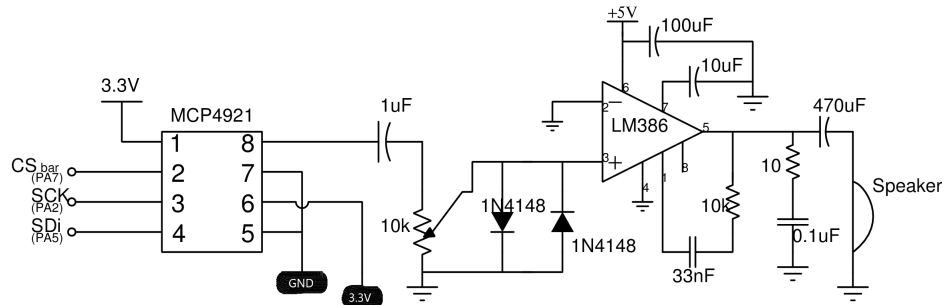 +5V
100uF
10uF
3.3V
MCP4921
1uF
470uF
LM386
1
8
CS bar
(PA7)
2
7
SCK
(PA2)
3
6
SDi
(PA5)
4
5
10k
1N4148
1N4148
6
7
2
3
5
4
1
8
10k
33nF
10
0.1uF
Speaker
GND
3.3V